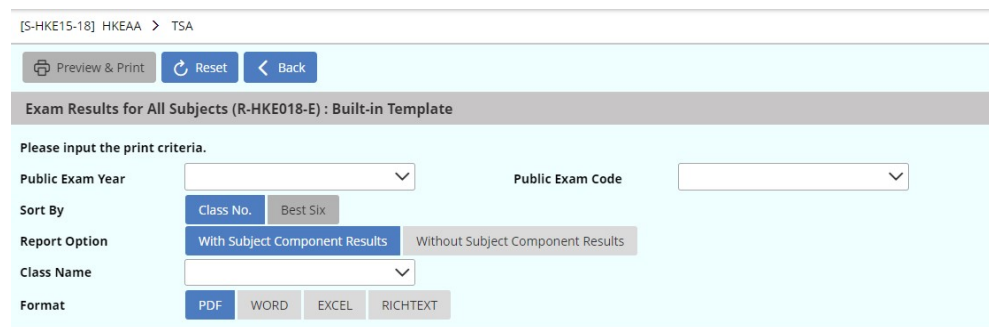 [S-HKE15-18] HKEAA > TSA
Preview & Print Reset Back
Exam Results for All Subjects (R-HKE018-E) : Built-in Template
Please input the print criteria.
Public Exam Year Public Exam Code
Sort By Class No. Best Six
Report Option With Subject Component Results Without Subject Component Results
Class Name
Format PDF WORD EXCEL RICHTEXT